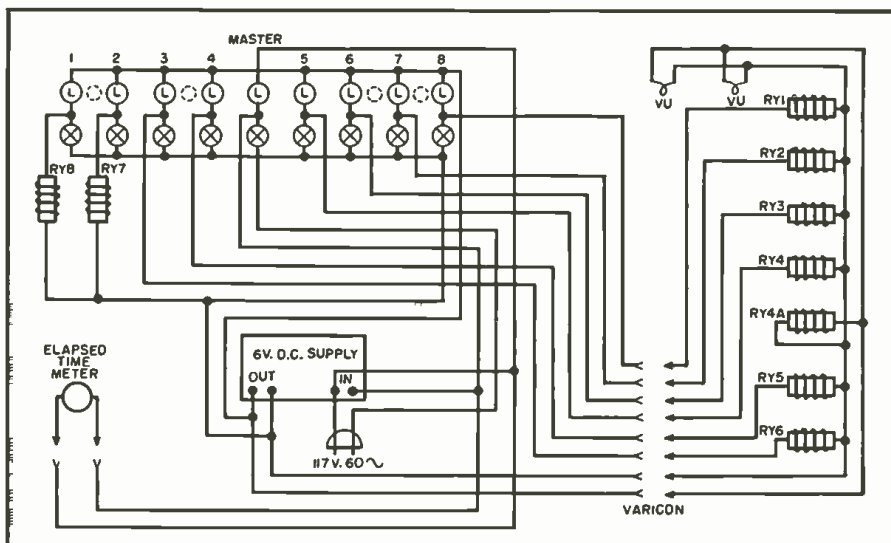 MASTER
1 2 3 4 5 6 7 8
L L L L L L L L L
VU VU
RY1
RY2
RY8 RY7
RY3
RY4
RY4A
ELAPSED
TIME
METER
6V. D.C. SUPPLY
OUT IN
RY5
RY6
117V. 60∿
VARICON